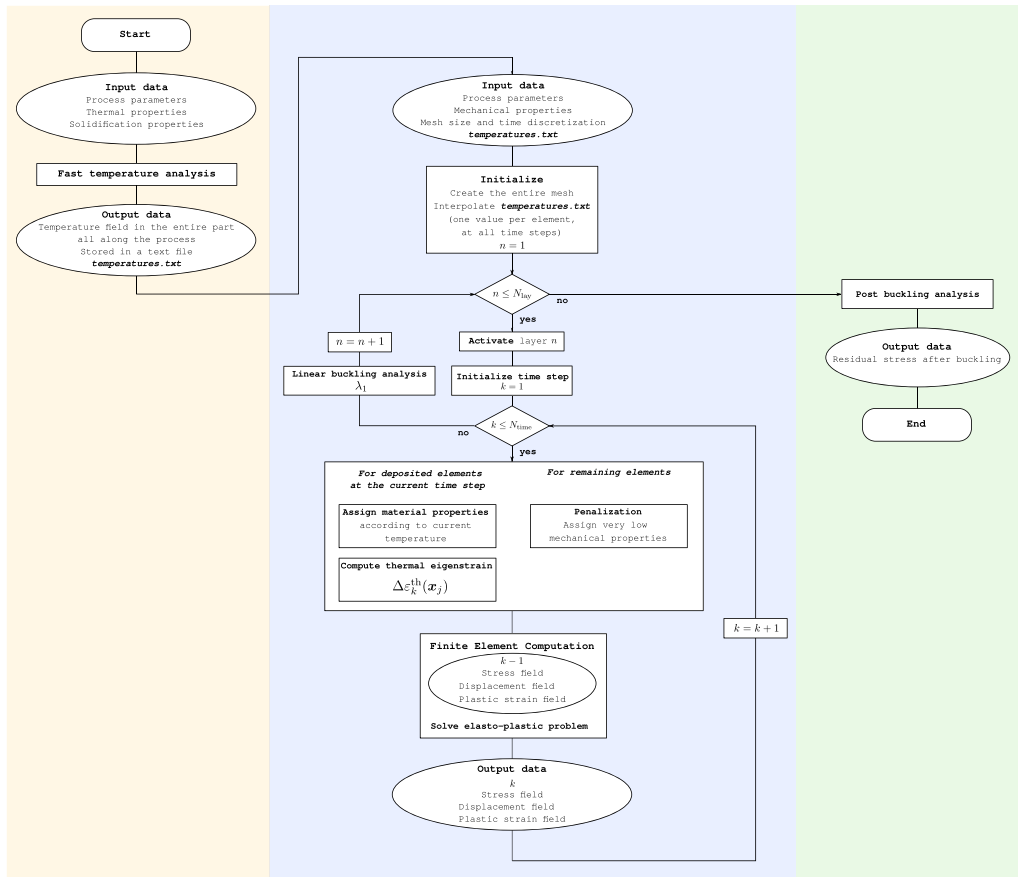 Start
Input data
Process parameters
Thermal properties
Solidification properties
Fast temperature analysis
Output data
Temperature field in the entire part
all along the process
Stored in a text file
temperatures.txt
Input data
Process parameters
Mechanical properties
Mesh size and time discretization
temperatures.txt
Initialize
Create the entire mesh
Interpolate temperatures.txt
(one value per element,
at all time steps)
n = 1
n ≤ N_lay
no
yes
Activate layer n
Initialize time step
k = 1
k ≤ N_time
no
yes
n = n + 1
Linear buckling analysis
λ₁
For deposited elements
at the current time step
Assign material properties
according to current
temperature
Compute thermal eigenstrain
Δε_k^th(x_j)
For remaining elements
Penalization
Assign very low
mechanical properties
k = k + 1
Finite Element Computation
k − 1
Stress field
Displacement field
Plastic strain field
Solve elasto-plastic problem
Output data
k
Stress field
Displacement field
Plastic strain field
Post buckling analysis
Output data
Residual stress after buckling
End